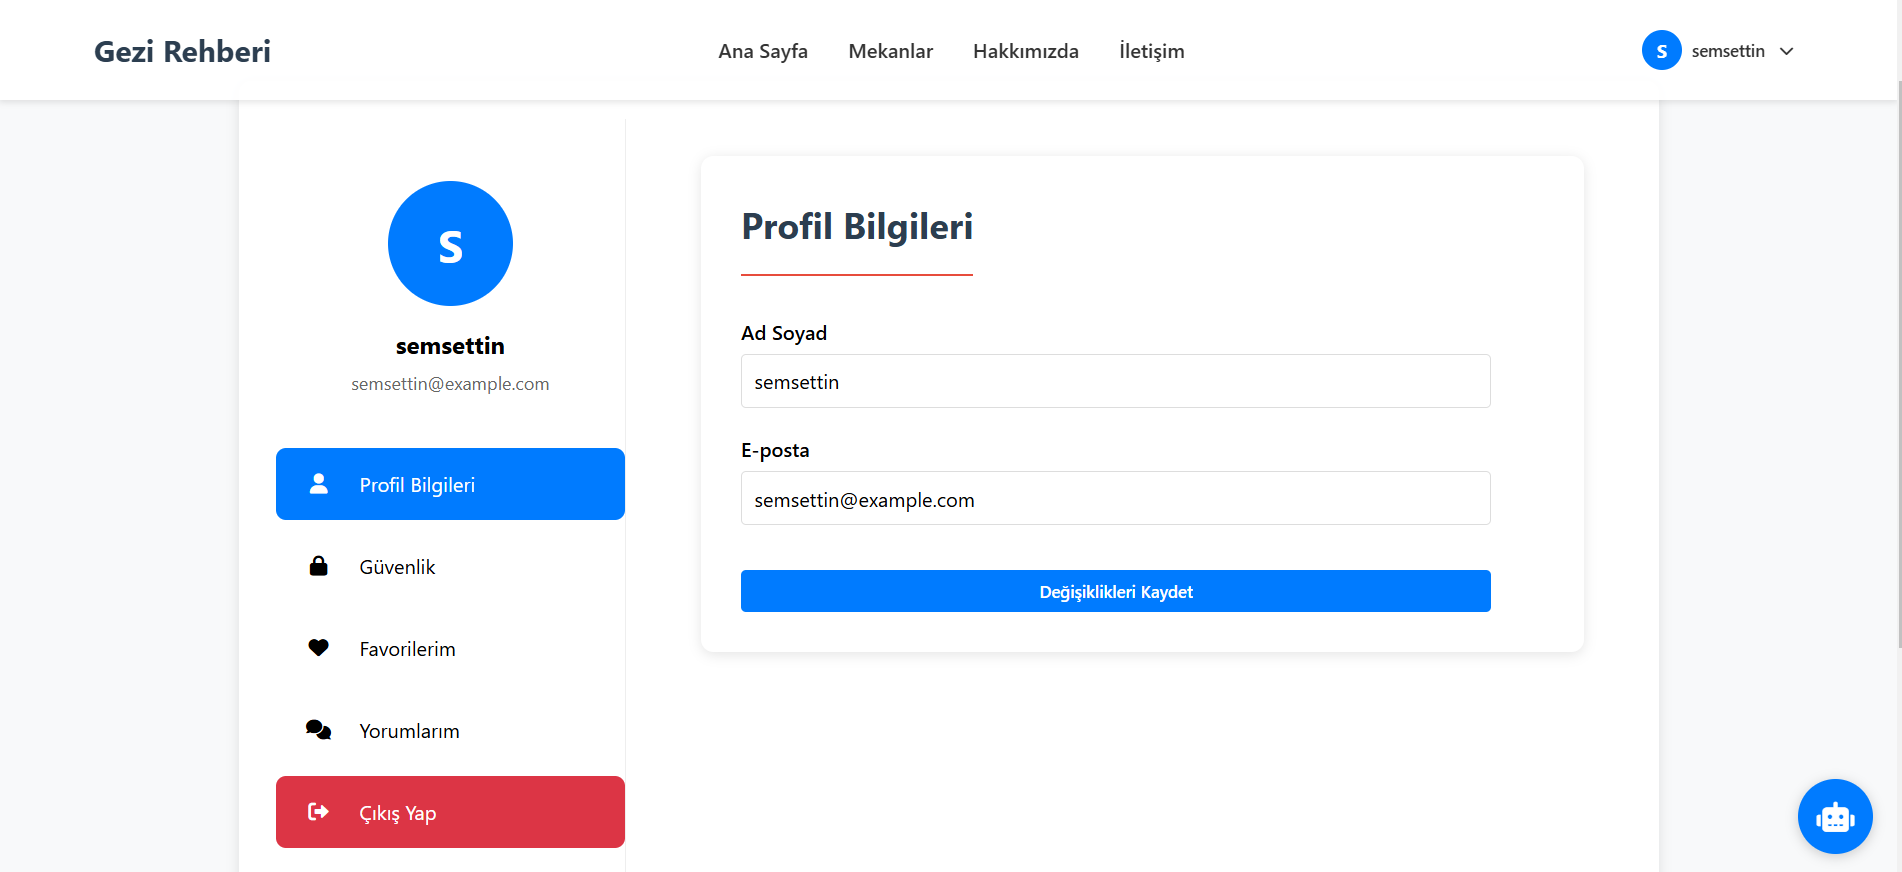 Gezi Rehberi
Ana Sayfa
Mekanlar
Hakkımızda
İletişim
s
semsettin
s
semsettin
semsettin@example.com
Profil Bilgileri
Güvenlik
Favorilerim
Yorumlarım
Çıkış Yap
Profil Bilgileri
Ad Soyad
semsettin
E-posta
semsettin@example.com
Değişiklikleri Kaydet